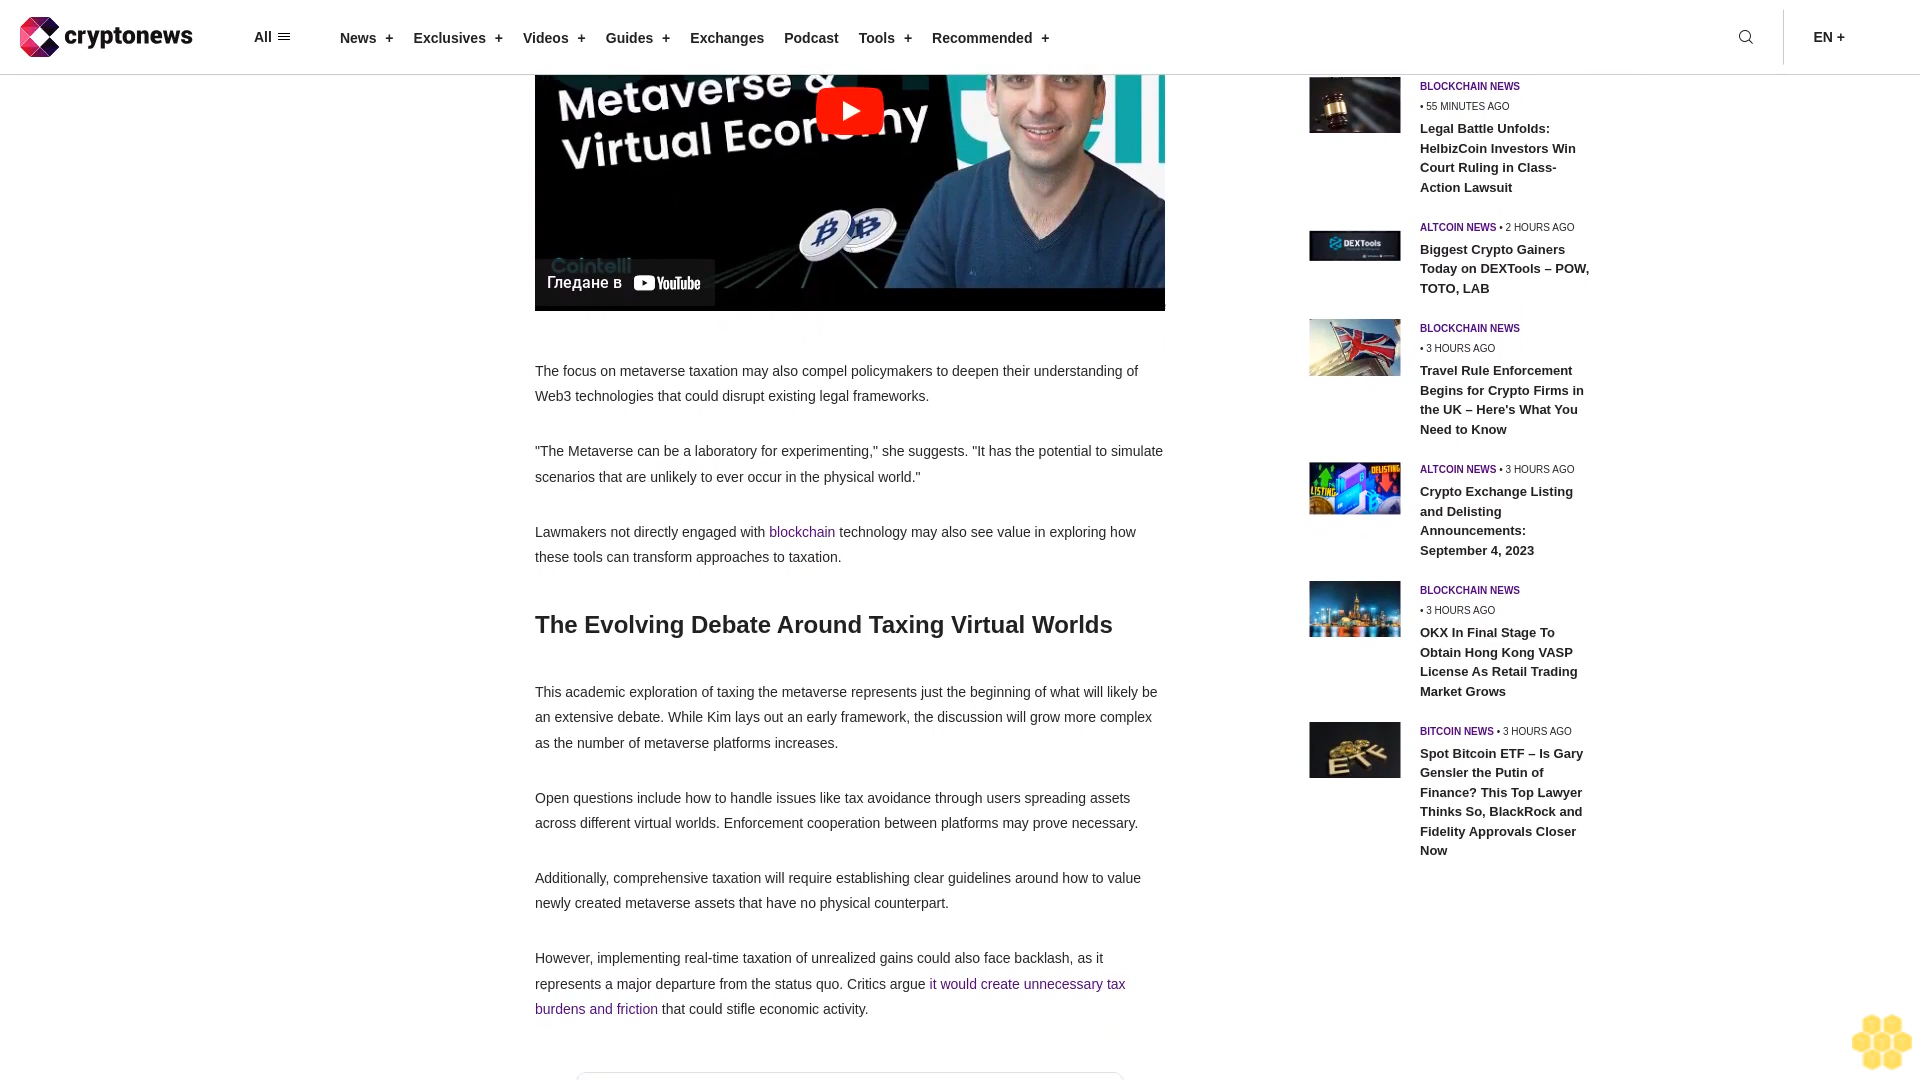 cryptonews
All
News +
Exclusives +
Videos +
Guides +
Exchanges
Podcast
Tools +
Recommended +
EN +
Metaverse &
Virtual Economy
Cointelli
Гледане в YouTube
The focus on metaverse taxation may also compel policymakers to deepen their understanding of
Web3 technologies that could disrupt existing legal frameworks.
"The Metaverse can be a laboratory for experimenting," she suggests. "It has the potential to simulate
scenarios that are unlikely to ever occur in the physical world."
Lawmakers not directly engaged with blockchain technology may also see value in exploring how
these tools can transform approaches to taxation.
The Evolving Debate Around Taxing Virtual Worlds
This academic exploration of taxing the metaverse represents just the beginning of what will likely be
an extensive debate. While Kim lays out an early framework, the discussion will grow more complex
as the number of metaverse platforms increases.
Open questions include how to handle issues like tax avoidance through users spreading assets
across different virtual worlds. Enforcement cooperation between platforms may prove necessary.
Additionally, comprehensive taxation will require establishing clear guidelines around how to value
newly created metaverse assets that have no physical counterpart.
However, implementing real-time taxation of unrealized gains could also face backlash, as it
represents a major departure from the status quo. Critics argue it would create unnecessary tax
burdens and friction that could stifle economic activity.
BLOCKCHAIN NEWS
• 55 MINUTES AGO
Legal Battle Unfolds:
HelbizCoin Investors Win
Court Ruling in Class-
Action Lawsuit
DEXTools
ALTCOIN NEWS • 2 HOURS AGO
Biggest Crypto Gainers
Today on DEXTools – POW,
TOTO, LAB
BLOCKCHAIN NEWS
• 3 HOURS AGO
Travel Rule Enforcement
Begins for Crypto Firms in
the UK – Here's What You
Need to Know
LISTING
DELISTING
ALTCOIN NEWS • 3 HOURS AGO
Crypto Exchange Listing
and Delisting
Announcements:
September 4, 2023
BLOCKCHAIN NEWS
• 3 HOURS AGO
OKX In Final Stage To
Obtain Hong Kong VASP
License As Retail Trading
Market Grows
ETF
BITCOIN NEWS • 3 HOURS AGO
Spot Bitcoin ETF – Is Gary
Gensler the Putin of
Finance? This Top Lawyer
Thinks So, BlackRock and
Fidelity Approvals Closer
Now